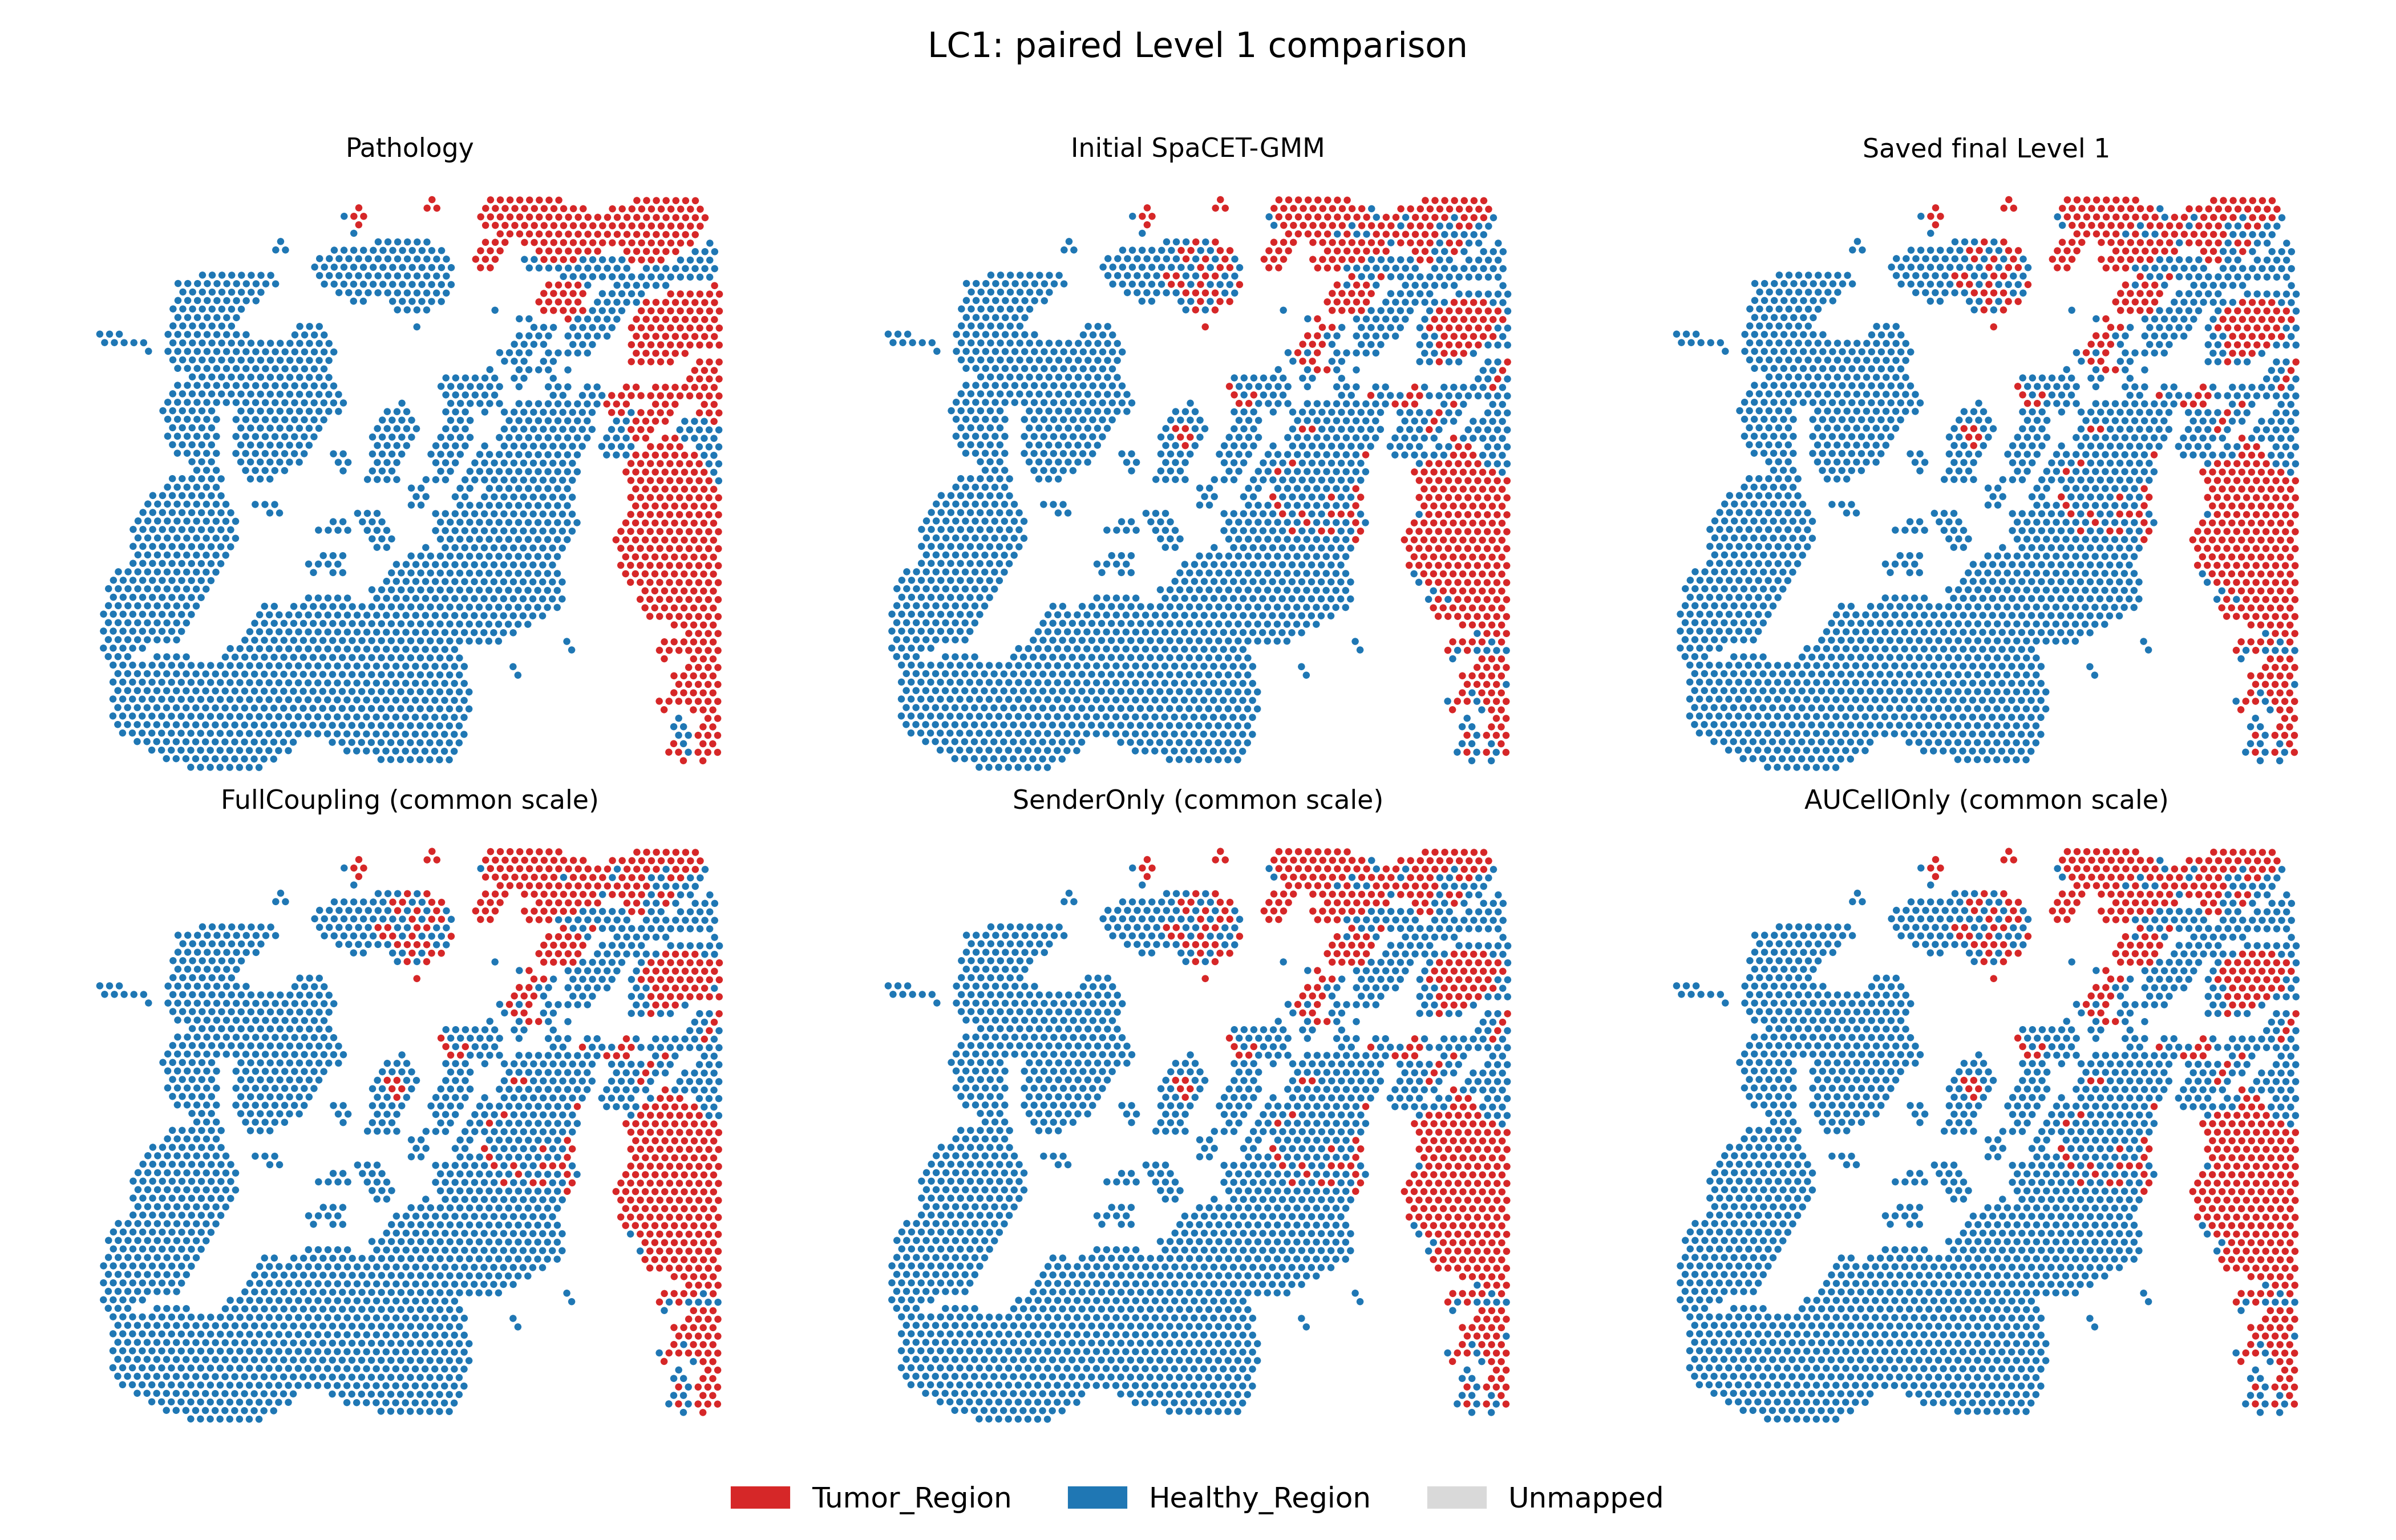 LC1: paired Level 1 comparison
Pathology
Initial SpaCET-GMM
Saved final Level 1
FullCoupling (common scale)
SenderOnly (common scale)
AUCellOnly (common scale)
Tumor_Region
Healthy_Region
Unmapped